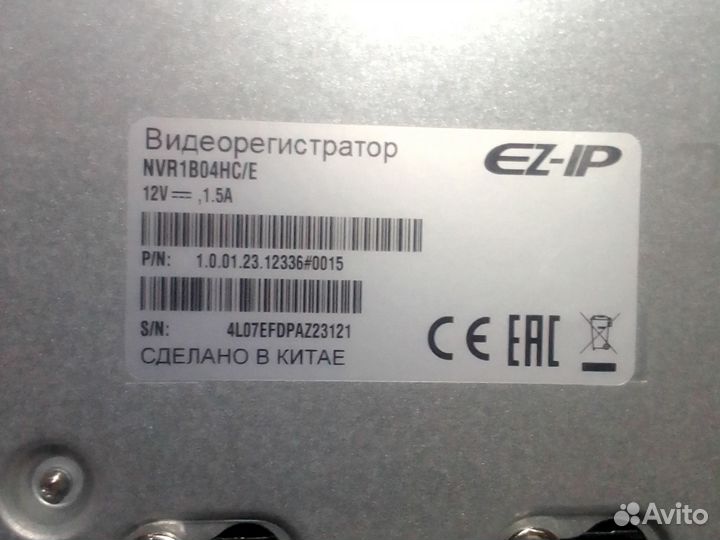 Видеорегистратор
EZ-IP
NVR1B04HC/E
12V⎓,1.5A
P/N: 1.0.01.23.12336#0015
S/N: 4L07EFDPAZ23121
СДЕЛАНО В КИТАЕ
CE EAC
Avito